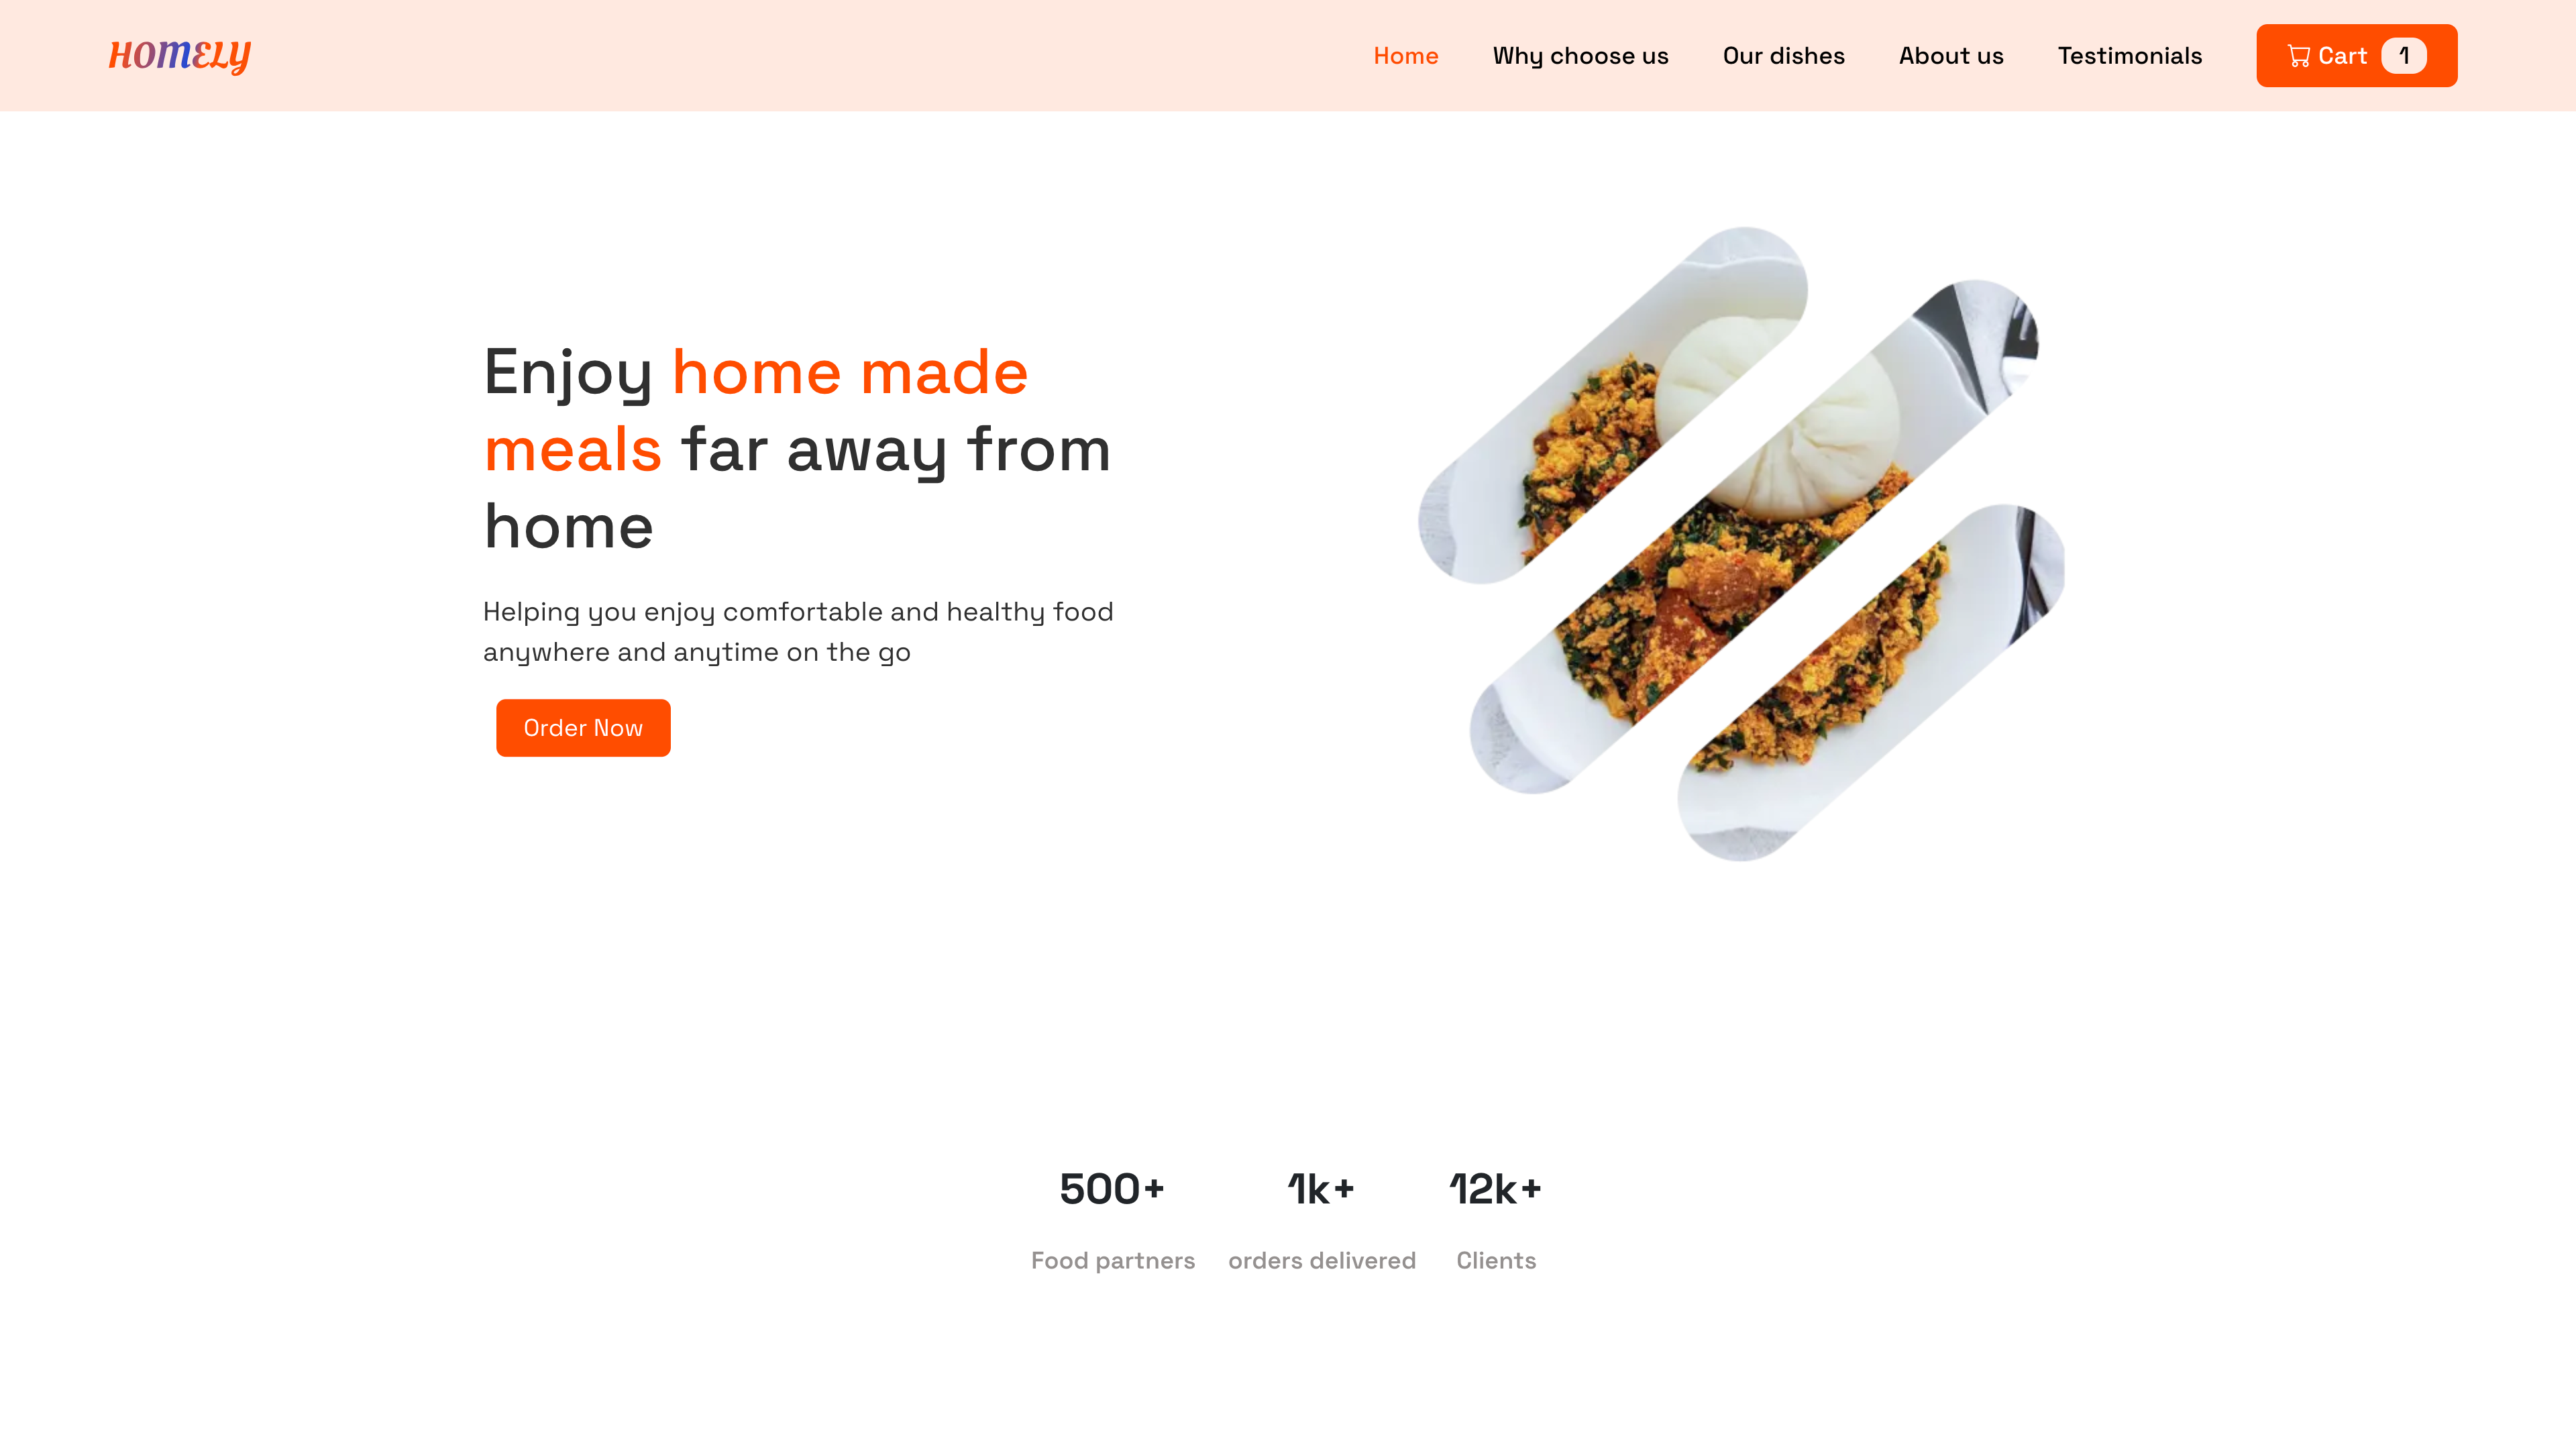 HOMELY
Home Why choose us Our dishes About us Testimonials Cart 1
Enjoy home made
meals far away from
home
Helping you enjoy comfortable and healthy food
anywhere and anytime on the go
Order Now
500+ 1k+ 12k+
Food partners orders delivered Clients